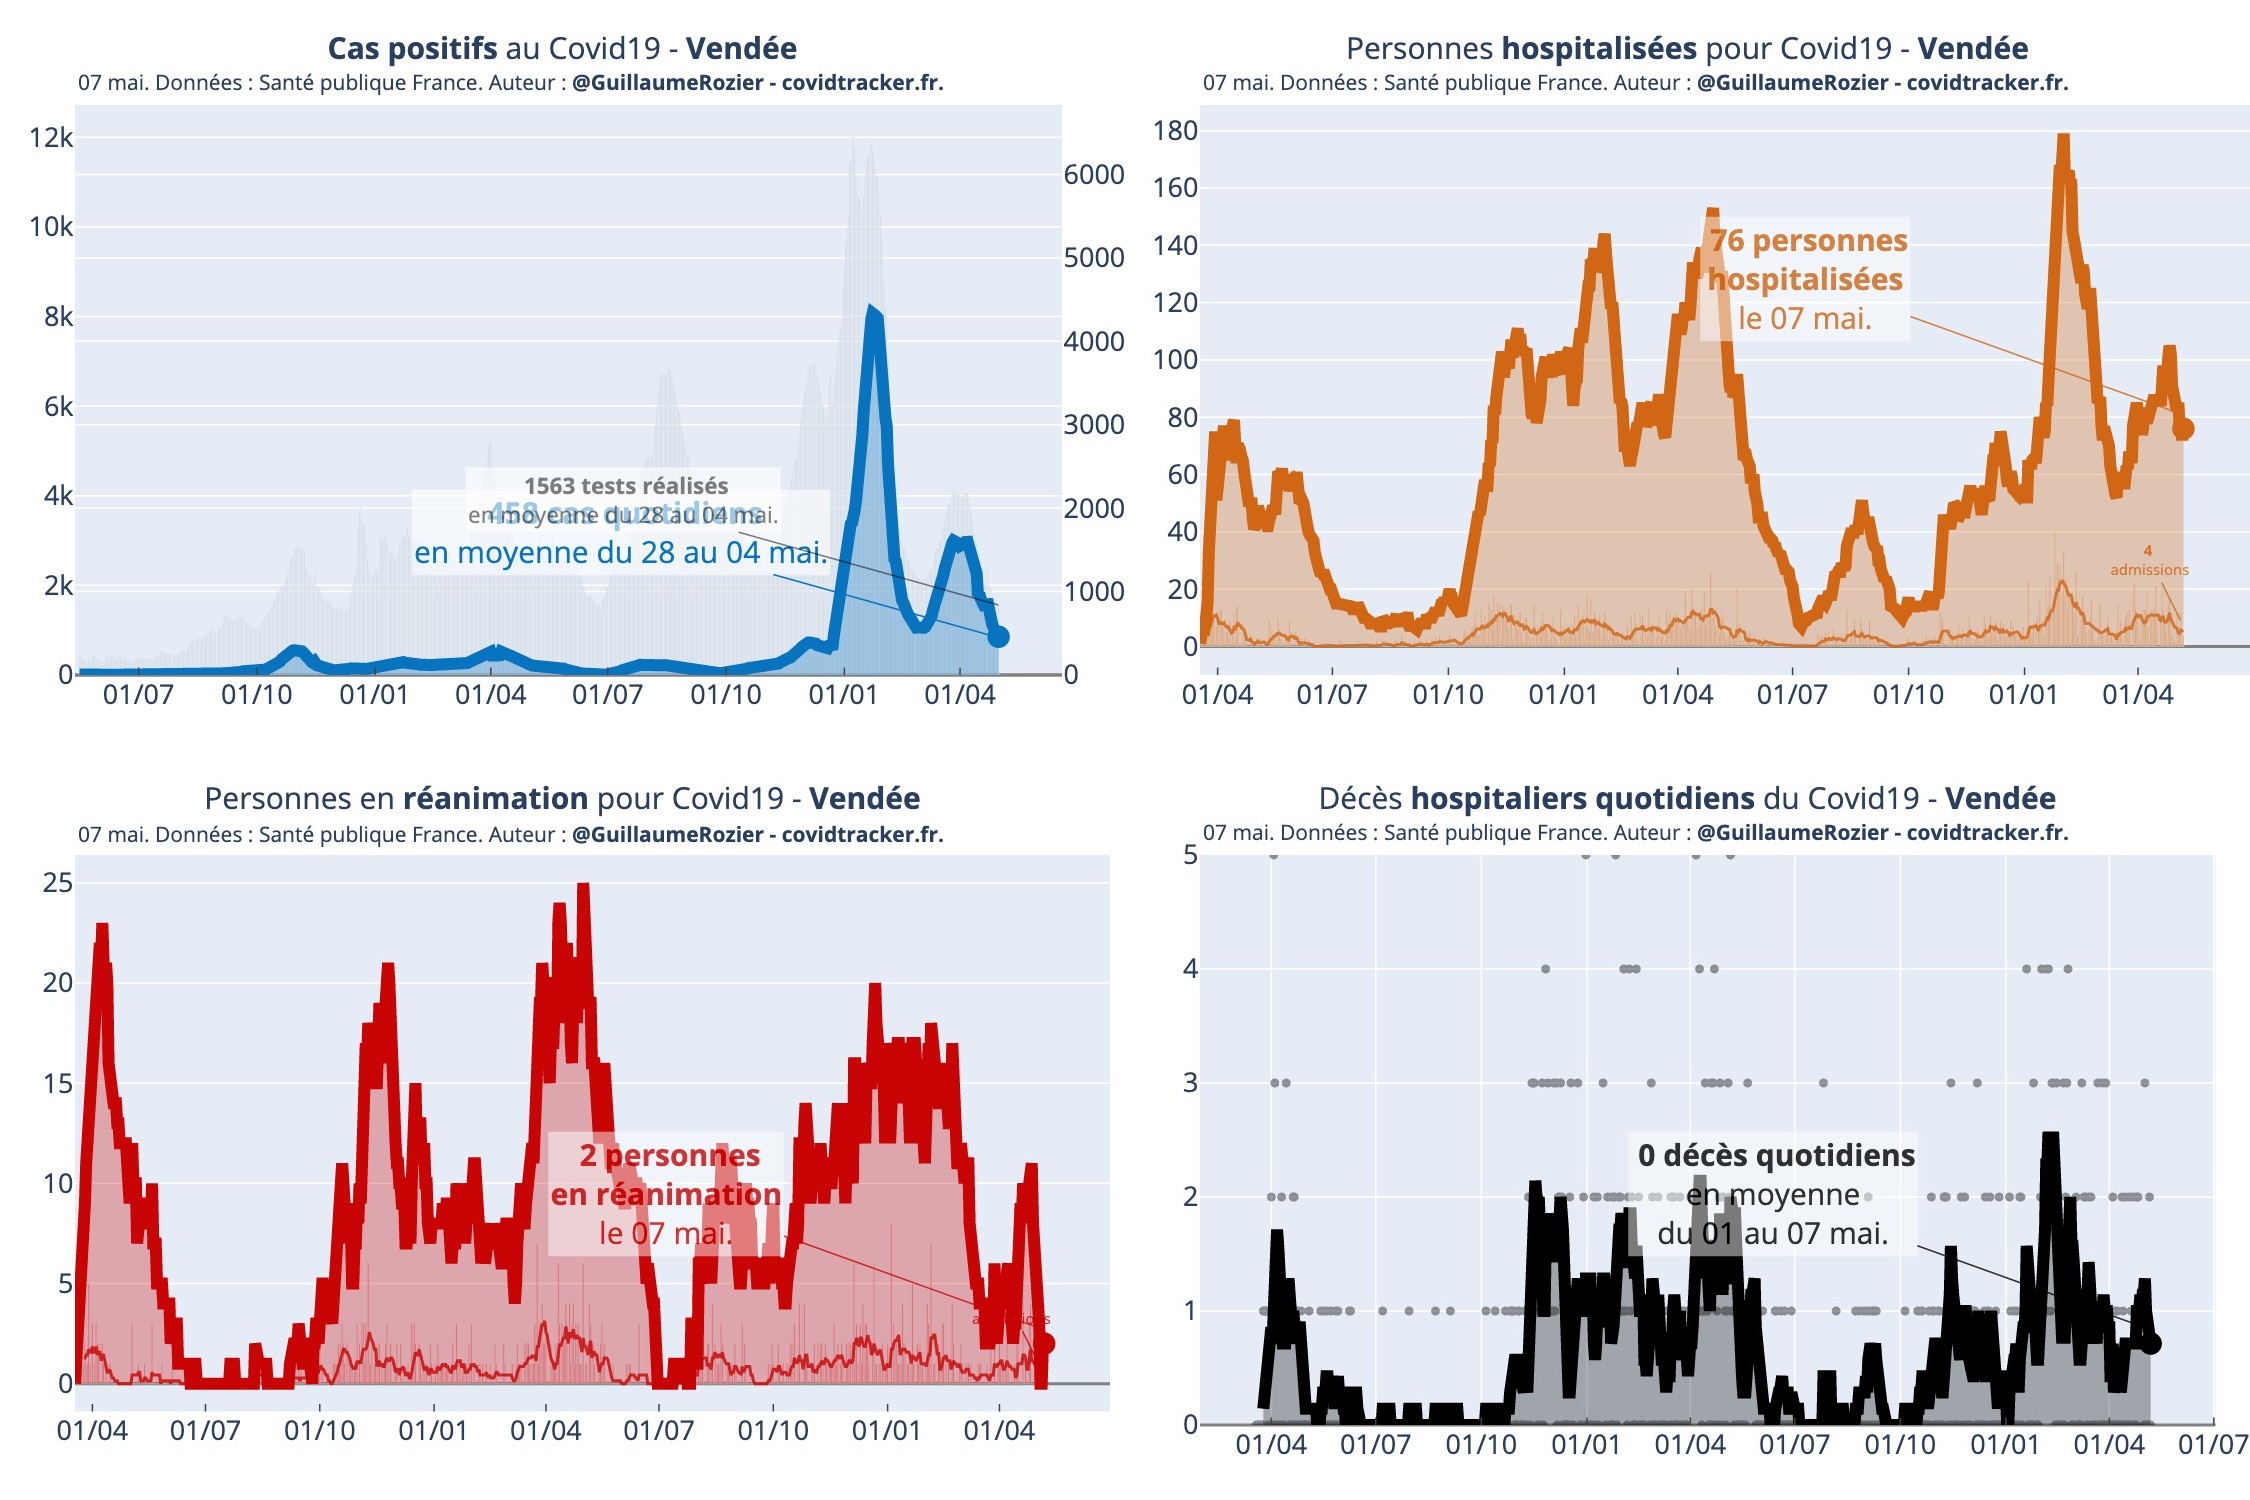 Cas positifs au Covid19 - Vendée
07 mai. Données : Santé publique France. Auteur : @GuillaumeRozier - covidtracker.fr.
12k
10k
8k
6k
4k
2k
0
6000
5000
4000
3000
2000
1000
0
1563 tests réalisés
en moyenne du 28 au 04 mai.
458 cas quotidiens
en moyenne du 28 au 04 mai.
01/07 01/10 01/01 01/04 01/07 01/10 01/01 01/04
Personnes hospitalisées pour Covid19 - Vendée
07 mai. Données : Santé publique France. Auteur : @GuillaumeRozier - covidtracker.fr.
180
160
140
120
100
80
60
40
20
0
76 personnes
hospitalisées
le 07 mai.
4
admissions
01/04 01/07 01/10 01/01 01/04 01/07 01/10 01/01 01/04
Personnes en réanimation pour Covid19 - Vendée
07 mai. Données : Santé publique France. Auteur : @GuillaumeRozier - covidtracker.fr.
25
20
15
10
5
0
2 personnes
en réanimation
le 07 mai.
01/04 01/07 01/10 01/01 01/04 01/07 01/10 01/01 01/04
Décès hospitaliers quotidiens du Covid19 - Vendée
07 mai. Données : Santé publique France. Auteur : @GuillaumeRozier - covidtracker.fr.
5
4
3
2
1
0
0 décès quotidiens
en moyenne
du 01 au 07 mai.
01/04 01/07 01/10 01/01 01/04 01/07 01/10 01/01 01/04 01/07